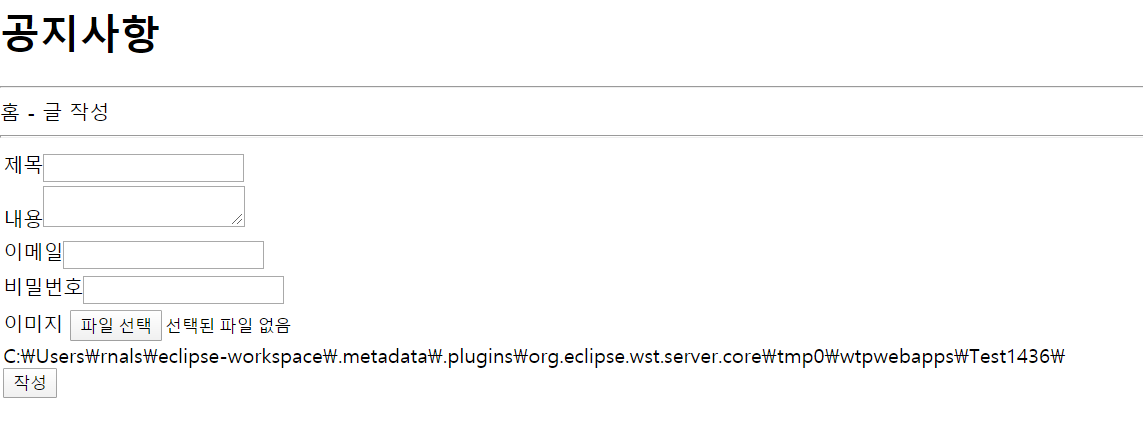 공지사항
홈 - 글 작성
제목
내용
이메일
비밀번호
이미지 파일 선택 선택된 파일 없음
C:\Users\rnals\eclipse-workspace\.metadata\.plugins\org.eclipse.wst.server.core\tmp0\wtpwebapps\Test1436\
작성